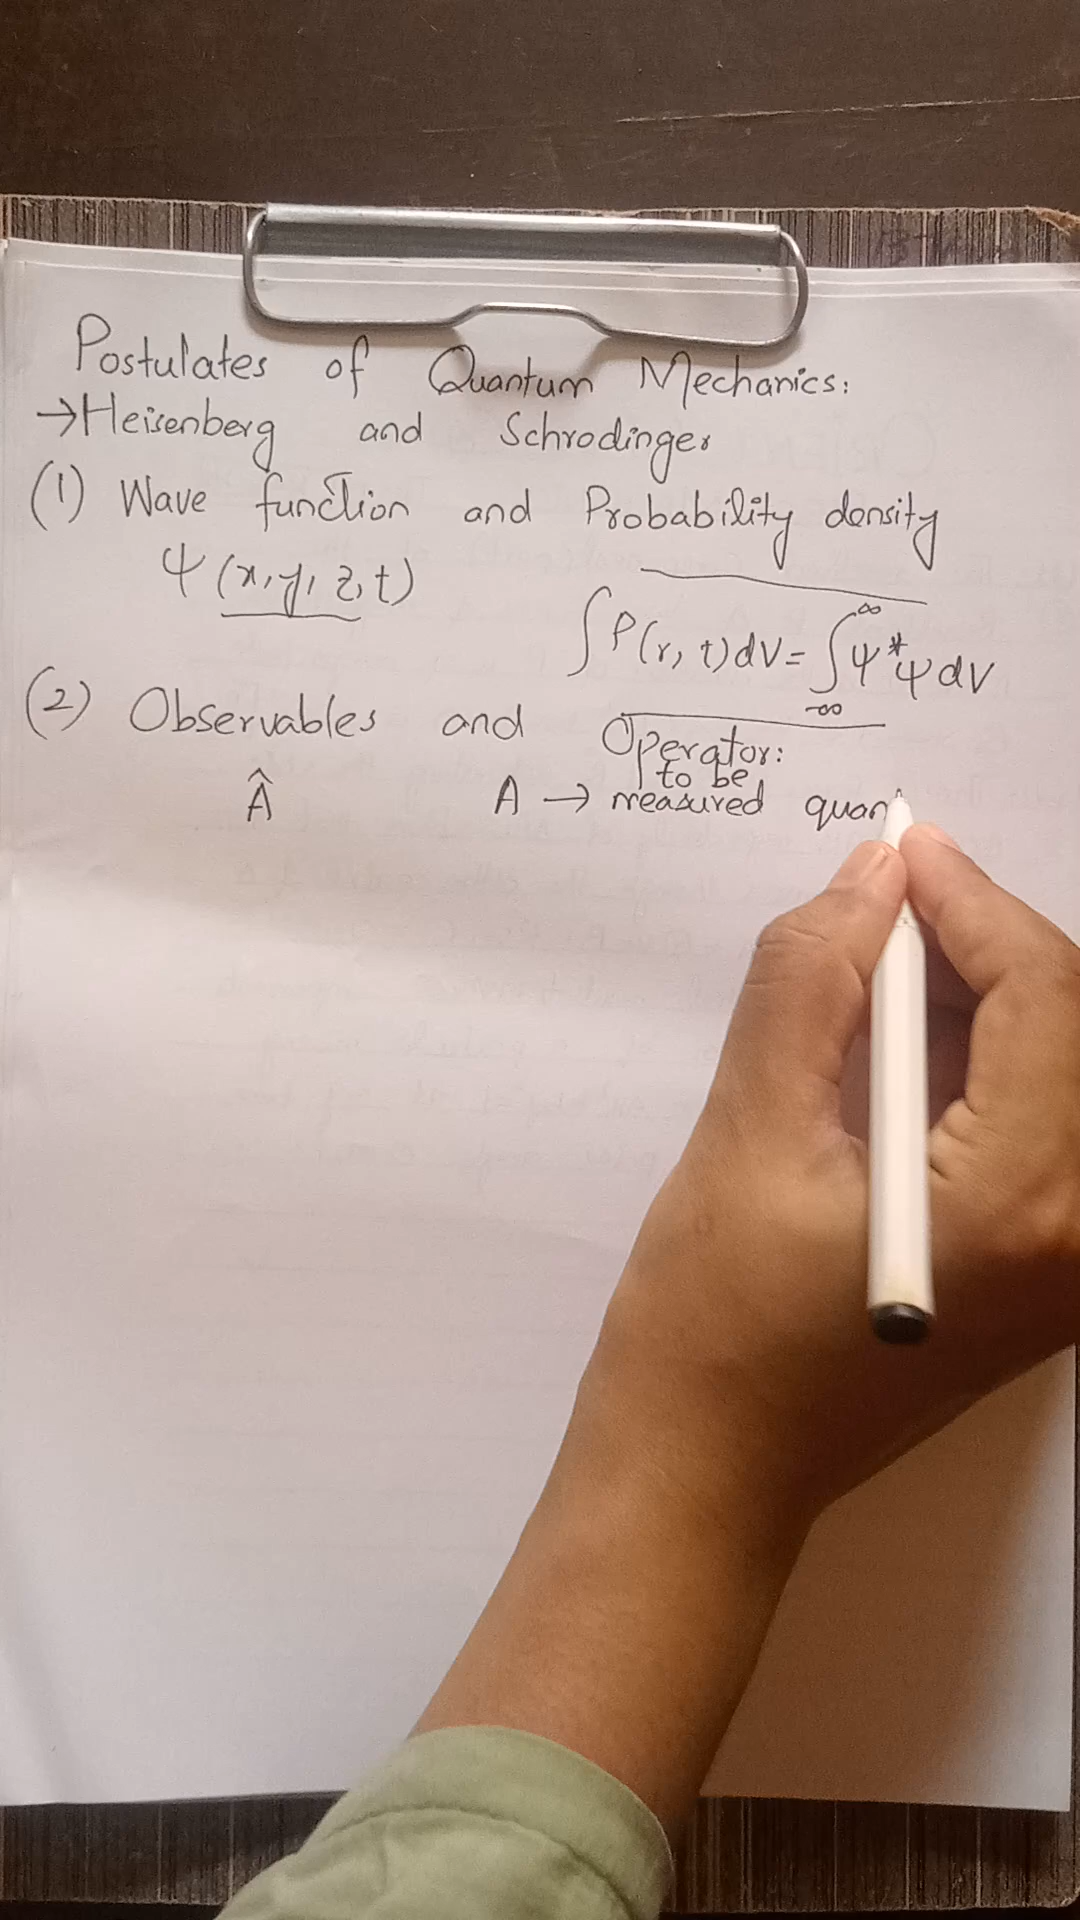 Postulates of Quantum Mechanics:
→Heisenberg and Schrodinger
(1) Wave function and Probability density
Ψ (x, y, z, t)
∫ P(r, t) dV = ∫_{-∞}^{∞} Ψ*Ψ dV
(2) Observables and Operator:
Â A → to be measured quan